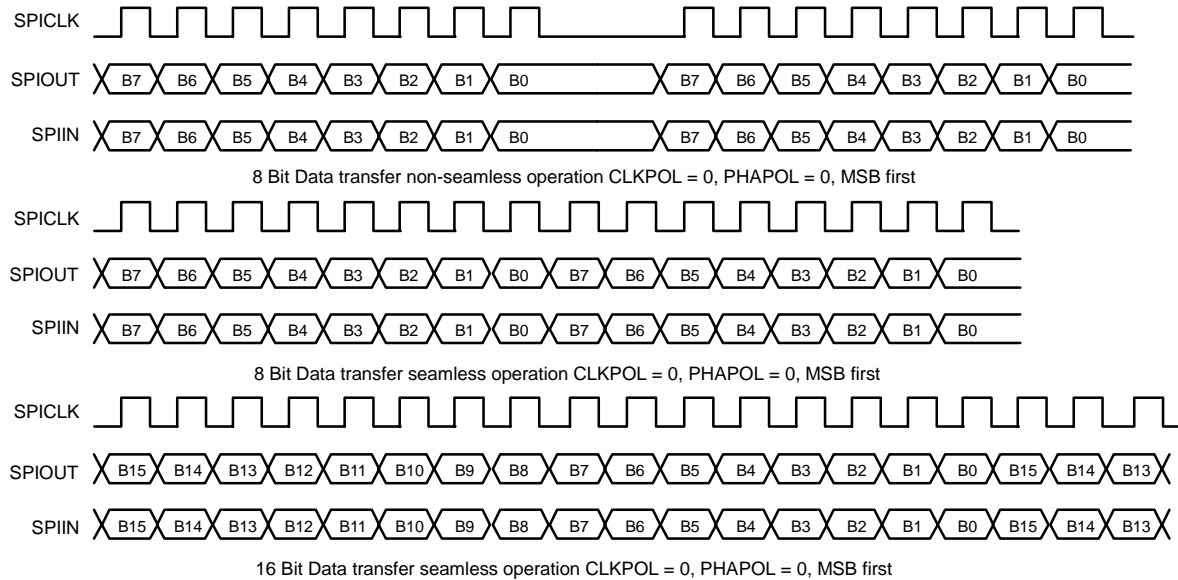 SPICLK
SPIOUT B7 B6 B5 B4 B3 B2 B1 B0 B7 B6 B5 B4 B3 B2 B1 B0
SPIIN B7 B6 B5 B4 B3 B2 B1 B0 B7 B6 B5 B4 B3 B2 B1 B0
8 Bit Data transfer non-seamless operation CLKPOL = 0, PHAPOL = 0, MSB first
SPICLK
SPIOUT B7 B6 B5 B4 B3 B2 B1 B0 B7 B6 B5 B4 B3 B2 B1 B0
SPIIN B7 B6 B5 B4 B3 B2 B1 B0 B7 B6 B5 B4 B3 B2 B1 B0
8 Bit Data transfer seamless operation CLKPOL = 0, PHAPOL = 0, MSB first
SPICLK
SPIOUT B15 B14 B13 B12 B11 B10 B9 B8 B7 B6 B5 B4 B3 B2 B1 B0 B15 B14 B13
SPIIN B15 B14 B13 B12 B11 B10 B9 B8 B7 B6 B5 B4 B3 B2 B1 B0 B15 B14 B13
16 Bit Data transfer seamless operation CLKPOL = 0, PHAPOL = 0, MSB first